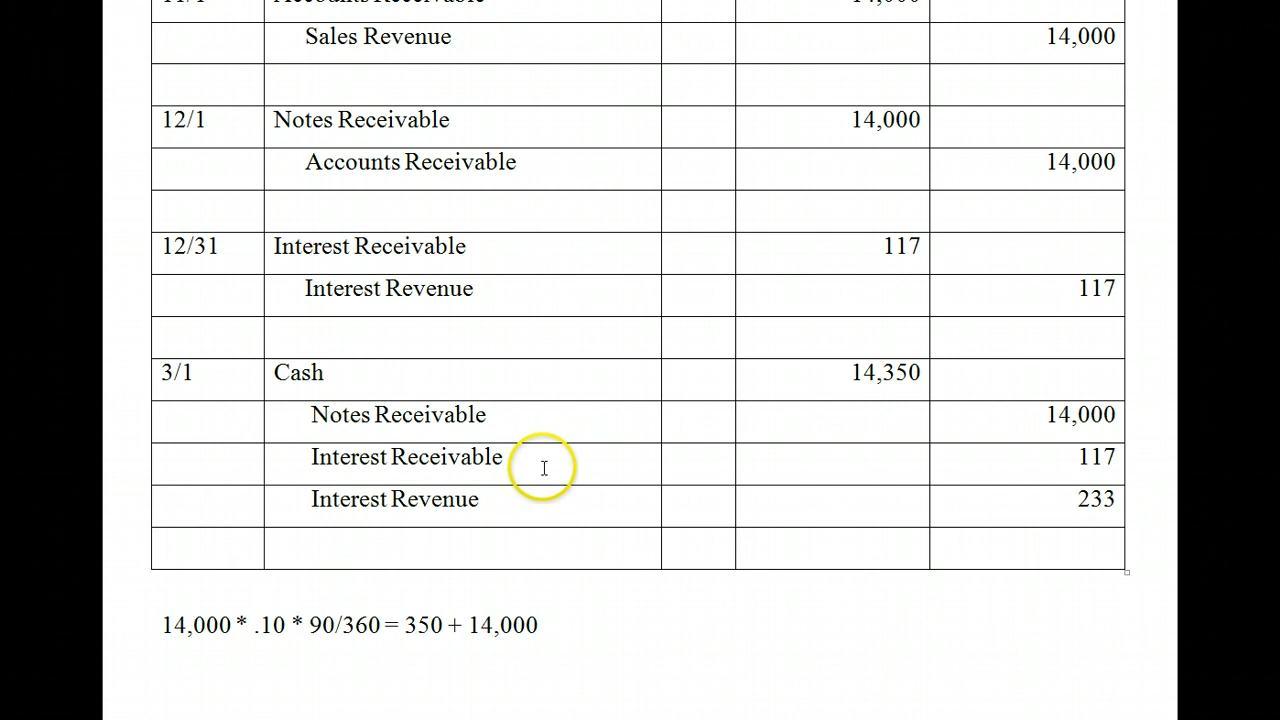 Sales Revenue 14,000
12/1 Notes Receivable 14,000
Accounts Receivable 14,000
12/31 Interest Receivable 117
Interest Revenue 117
3/1 Cash 14,350
Notes Receivable 14,000
Interest Receivable 117
Interest Revenue 233
14,000 * .10 * 90/360 = 350 + 14,000